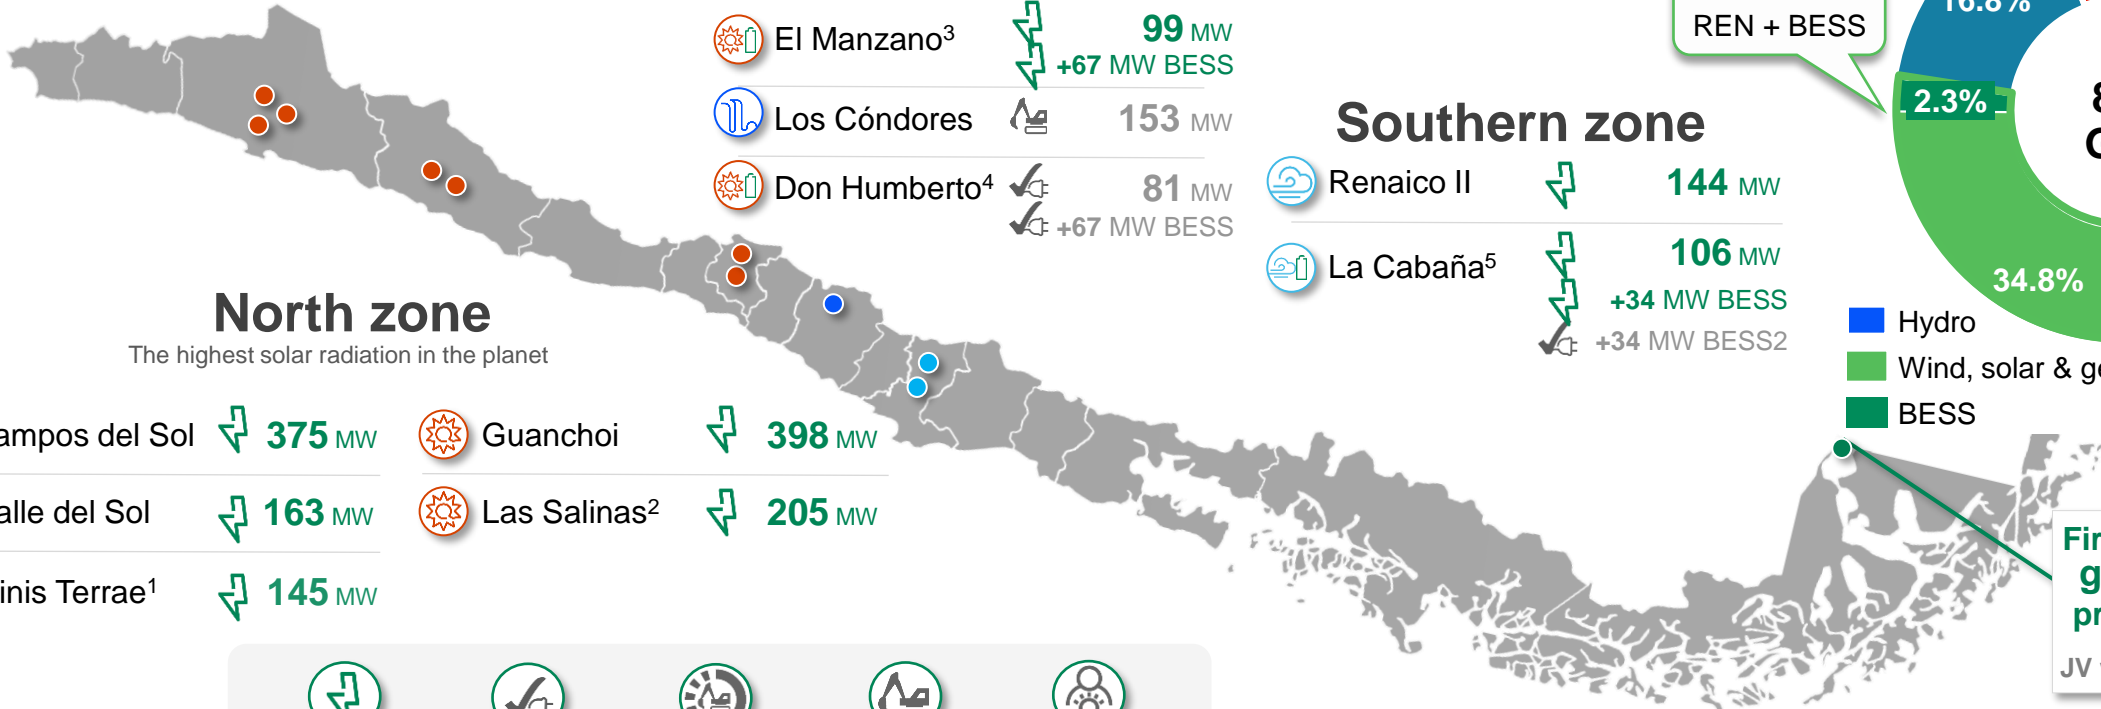 El Manzano³ 99 MW
+67 MW BESS
Los Cóndores 153 MW
Don Humberto⁴ 81 MW
+67 MW BESS
Southern zone
Renaico II 144 MW
La Cabaña⁵ 106 MW
+34 MW BESS
+34 MW BESS2
REN + BESS
16.8%
2.3%
34.8%
Hydro
Wind, solar &
BESS
North zone
The highest solar radiation in the planet
ampos del Sol 375 MW
alle del Sol 163 MW
inis Terrae¹ 145 MW
Guanchoi 398 MW
Las Salinas² 205 MW
JV